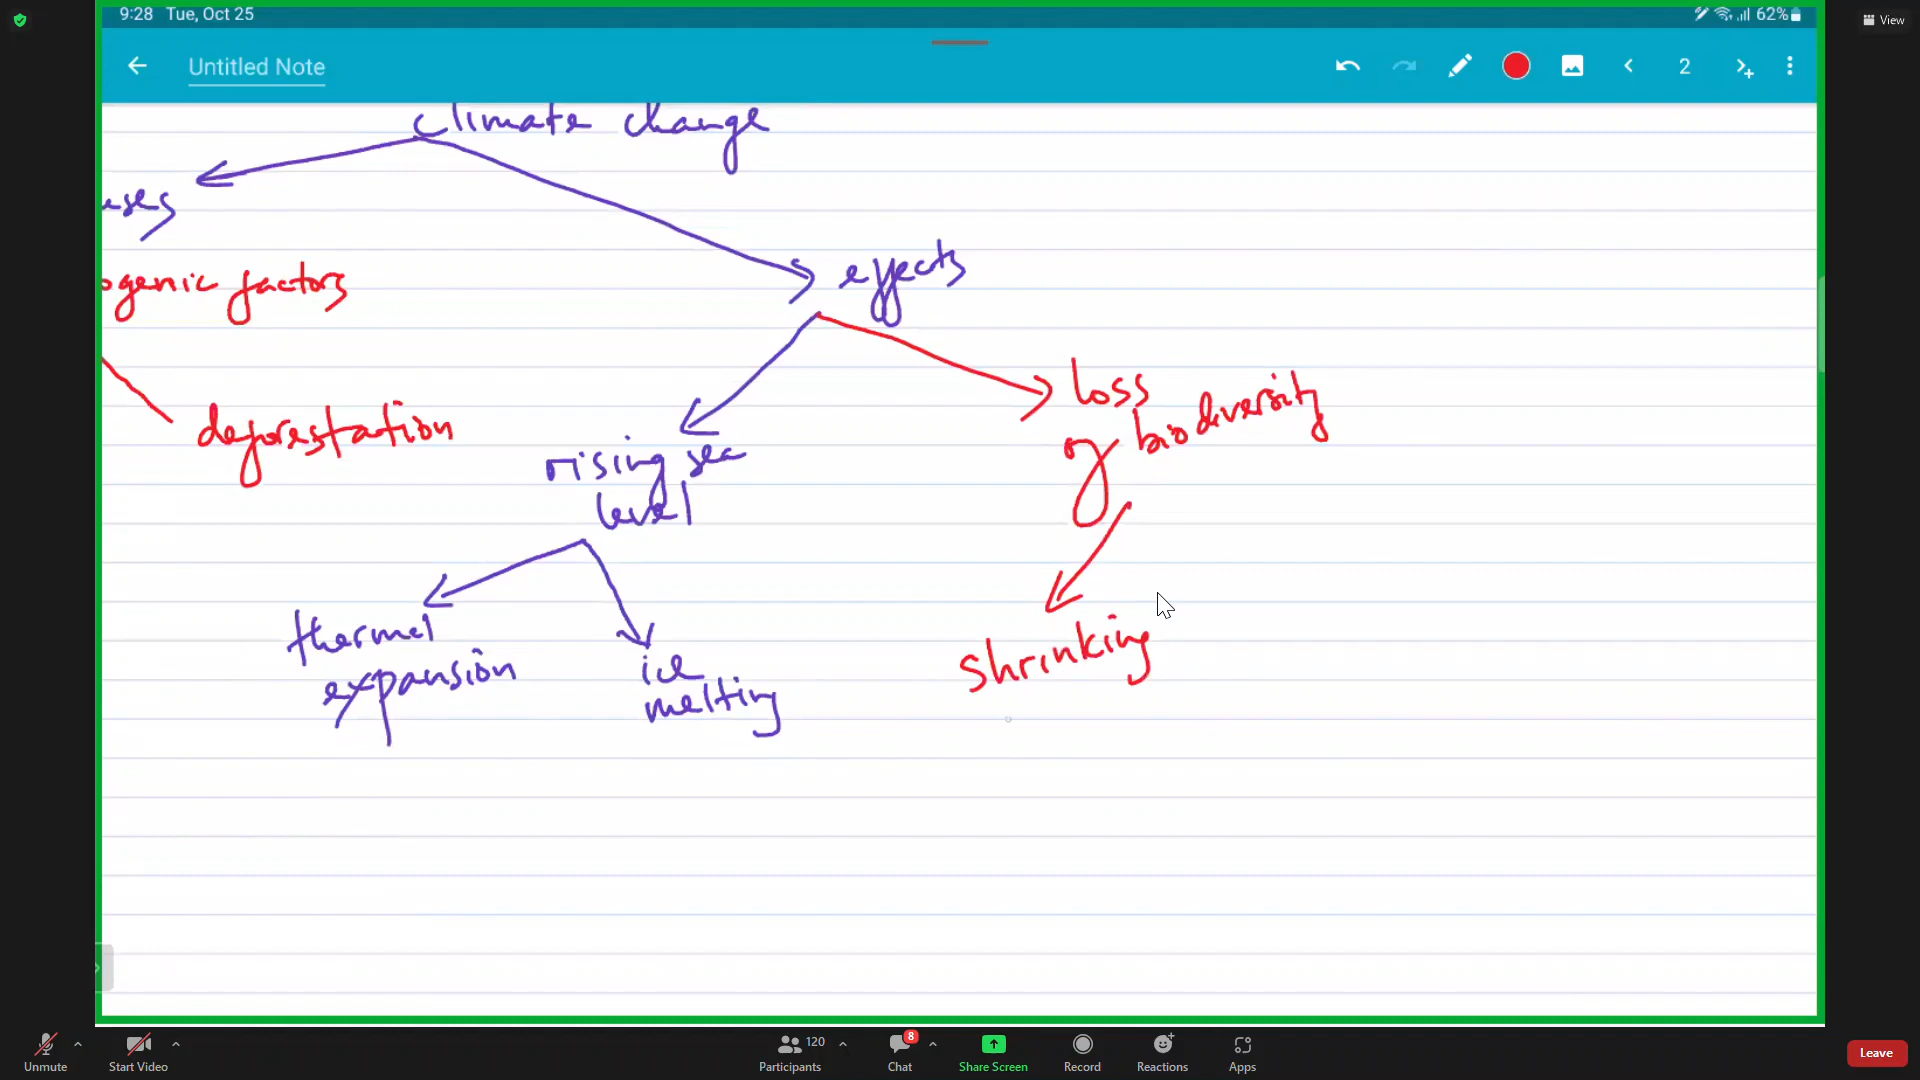 9:28 Tue, Oct 25
62%
View
Untitled Note
2
climate change
uses
effects
ogenic factors
loss
of biodiversity
deforestation
rising sea
level
thermal
expansion
ice
melting
shrinking
Unmute
Start Video
Participants
120
Chat
8
Share Screen
Record
Reactions
Apps
Leave